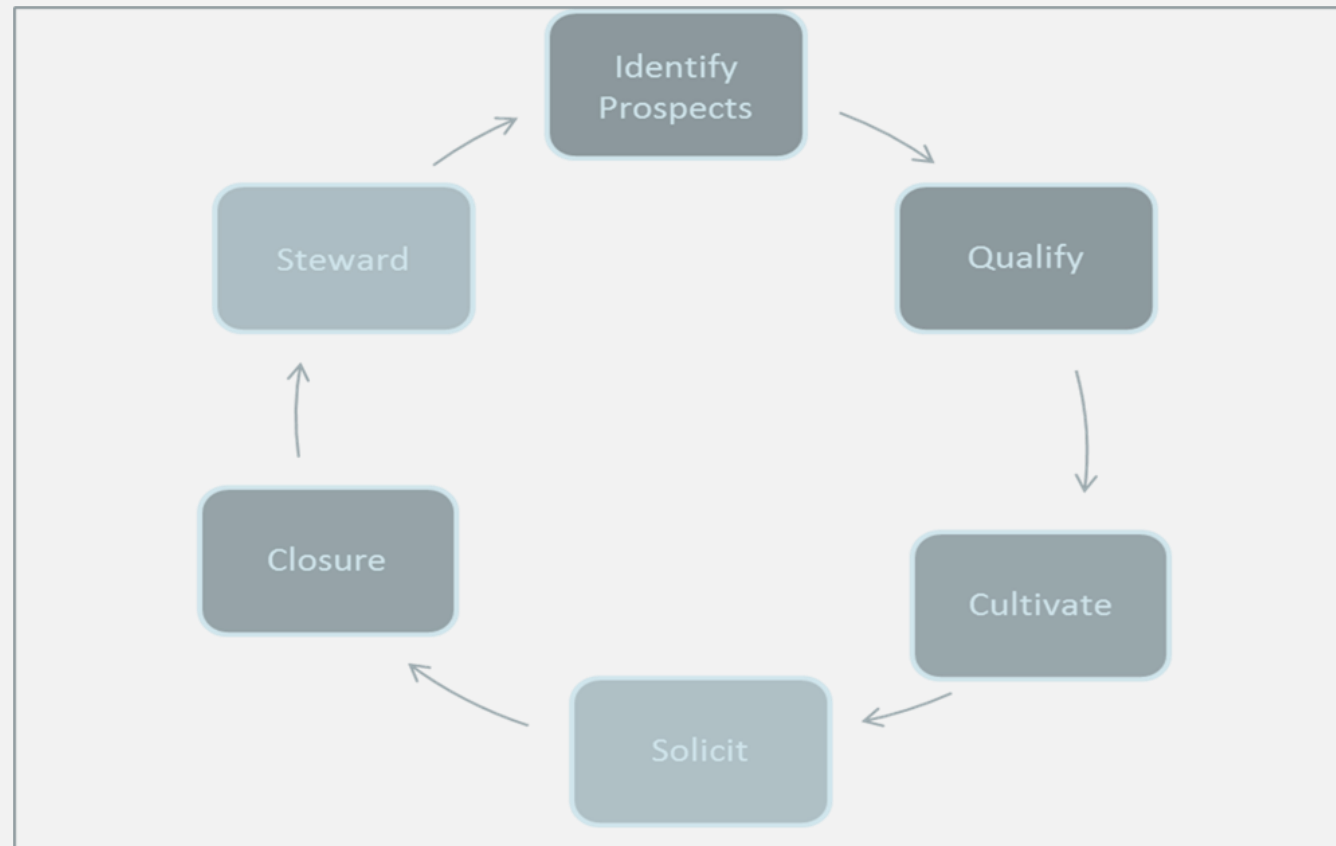 Identify
Prospects
Qualify
Cultivate
Solicit
Closure
Steward